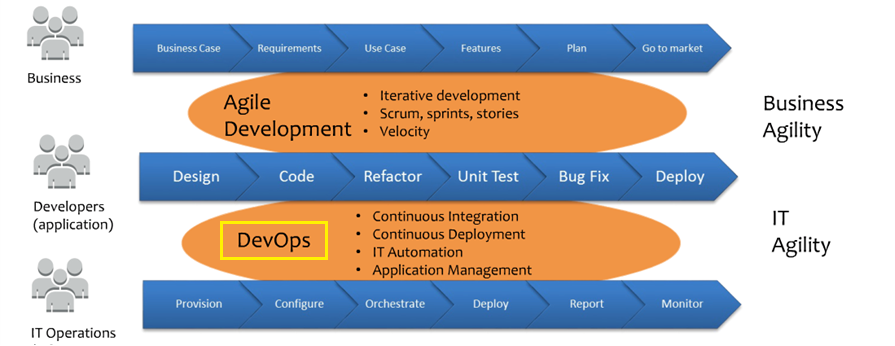 Business
Business Case
Requirements
Use Case
Features
Plan
Go to market
Agile
Development
• Iterative development
• Scrum, sprints, stories
• Velocity
Business
Agility
Developers
(application)
Design
Code
Refactor
Unit Test
Bug Fix
Deploy
DevOps
• Continuous Integration
• Continuous Deployment
• IT Automation
• Application Management
IT
Agility
IT Operations
Provision
Configure
Orchestrate
Deploy
Report
Monitor